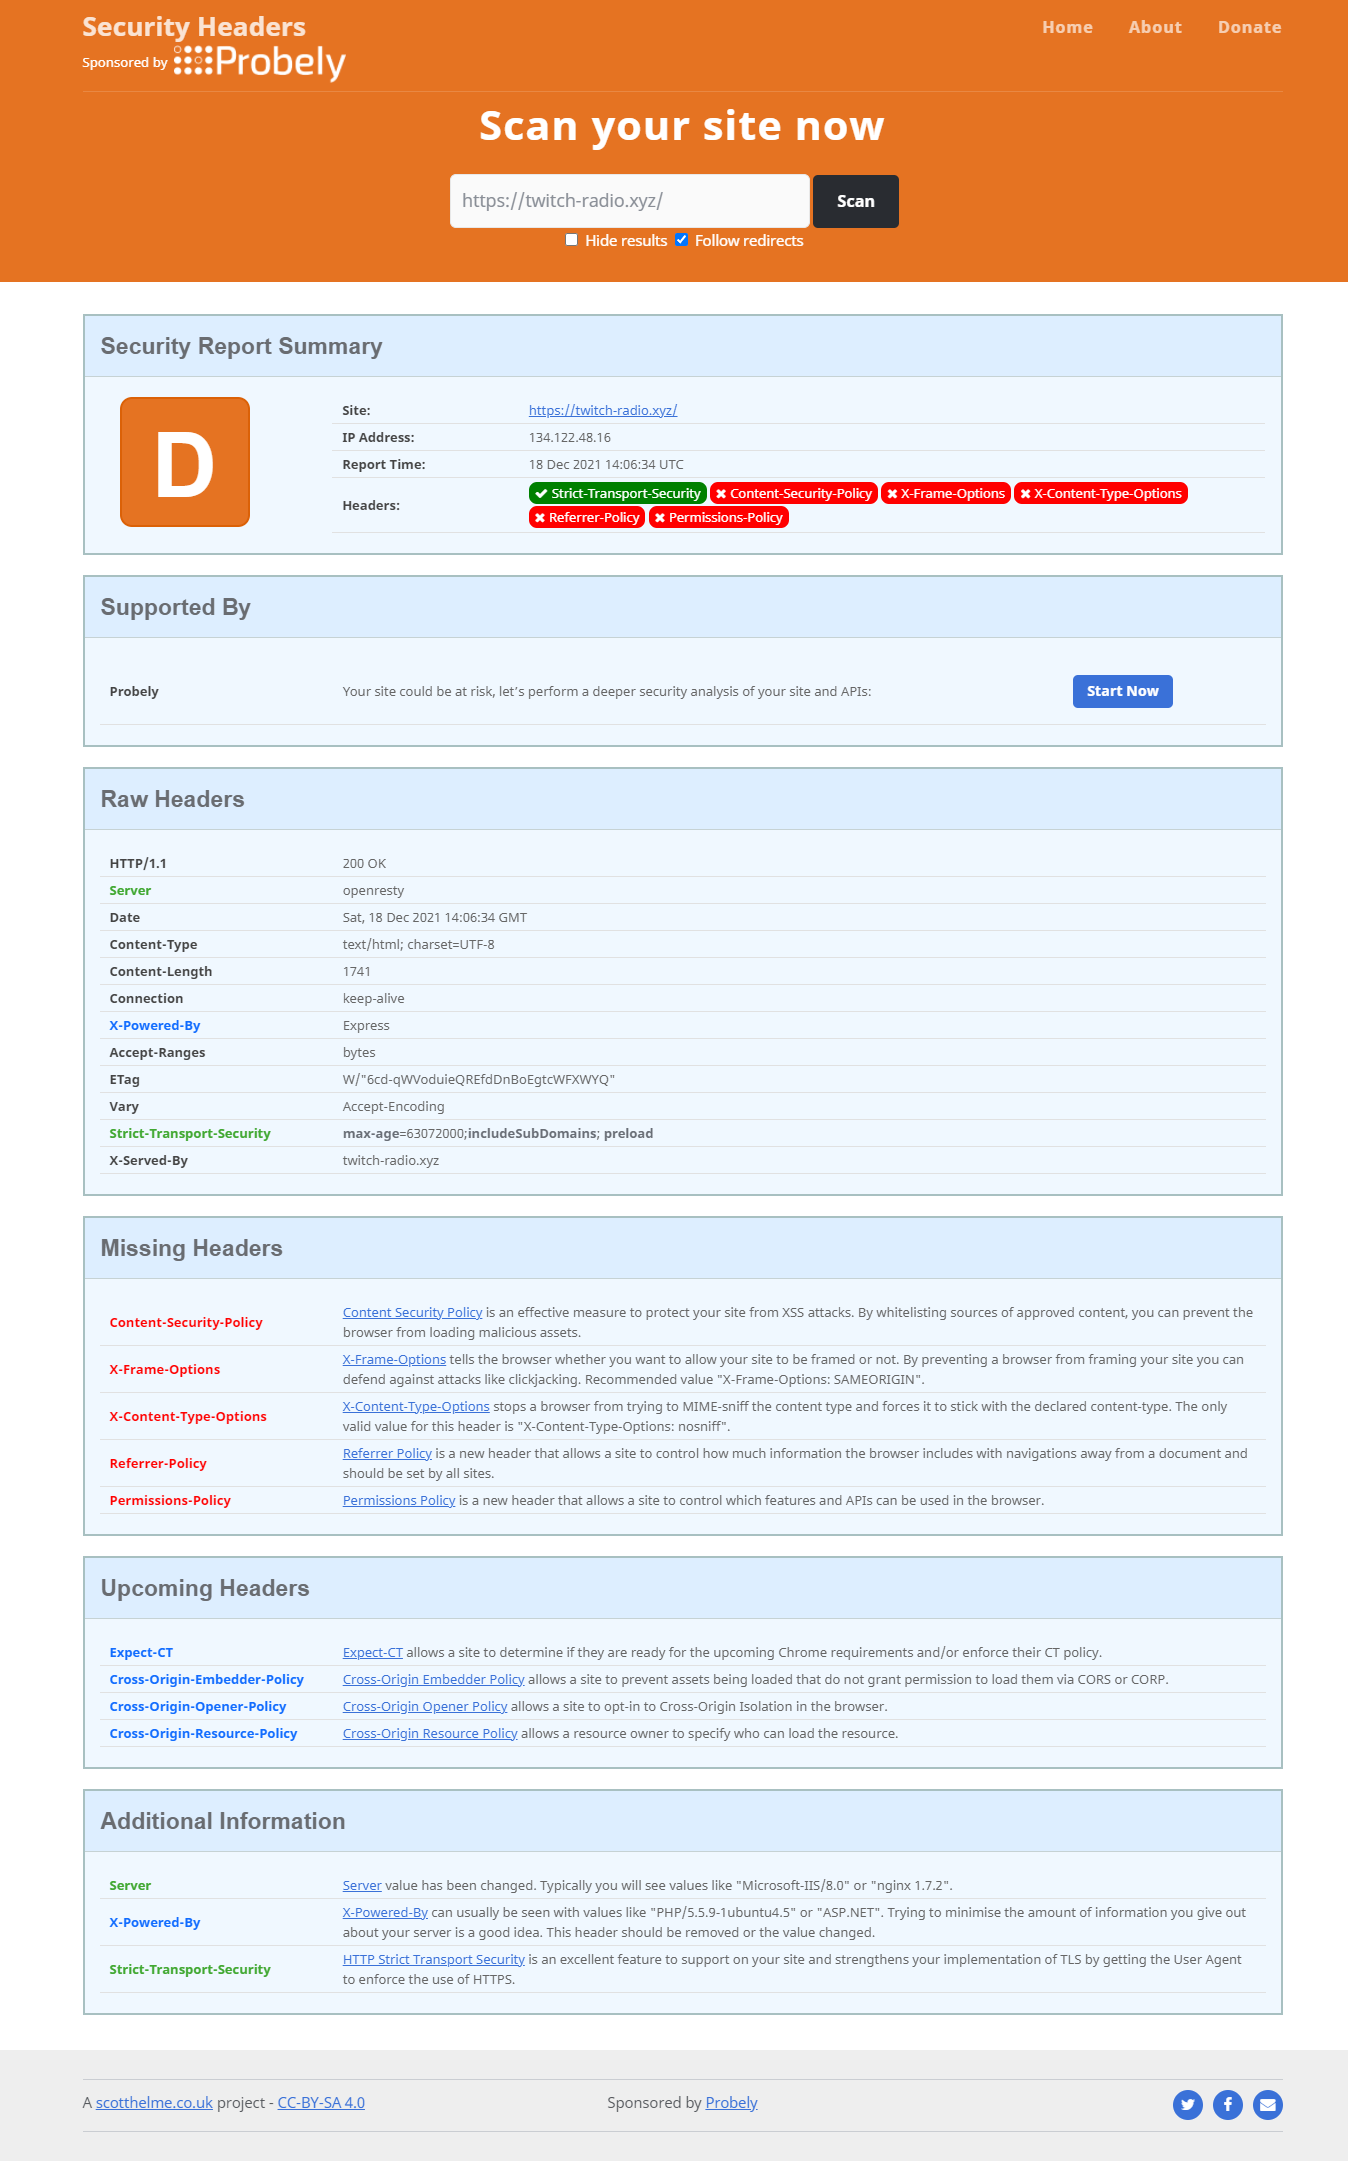 Security Headers
Home About Donate
Sponsored by Probely
Scan your site now
https://twitch-radio.xyz/ Scan
Hide results Follow redirects
Security Report Summary
D
Site: https://twitch-radio.xyz/
IP Address: 134.122.48.16
Report Time: 18 Dec 2021 14:06:34 UTC
Headers: Strict-Transport-Security Content-Security-Policy X-Frame-Options X-Content-Type-Options
Referrer-Policy Permissions-Policy
Supported By
Probely Your site could be at risk, let’s perform a deeper security analysis of your site and APIs: Start Now
Raw Headers
HTTP/1.1 200 OK
Server openresty
Date Sat, 18 Dec 2021 14:06:34 GMT
Content-Type text/html; charset=UTF-8
Content-Length 1741
Connection keep-alive
X-Powered-By Express
Accept-Ranges bytes
ETag W/"6cd-qWVoduieQREfdDnBoEgtcWFXWYQ"
Vary Accept-Encoding
Strict-Transport-Security max-age=63072000;includeSubDomains; preload
X-Served-By twitch-radio.xyz
Missing Headers
Content-Security-Policy Content Security Policy is an effective measure to protect your site from XSS attacks. By whitelisting sources of approved content, you can prevent the
browser from loading malicious assets.
X-Frame-Options X-Frame-Options tells the browser whether you want to allow your site to be framed or not. By preventing a browser from framing your site you can
defend against attacks like clickjacking. Recommended value "X-Frame-Options: SAMEORIGIN".
X-Content-Type-Options X-Content-Type-Options stops a browser from trying to MIME-sniff the content type and forces it to stick with the declared content-type. The only
valid value for this header is "X-Content-Type-Options: nosniff".
Referrer-Policy Referrer Policy is a new header that allows a site to control how much information the browser includes with navigations away from a document and
should be set by all sites.
Permissions-Policy Permissions Policy is a new header that allows a site to control which features and APIs can be used in the browser.
Upcoming Headers
Expect-CT Expect-CT allows a site to determine if they are ready for the upcoming Chrome requirements and/or enforce their CT policy.
Cross-Origin-Embedder-Policy Cross-Origin Embedder Policy allows a site to prevent assets being loaded that do not grant permission to load them via CORS or CORP.
Cross-Origin-Opener-Policy Cross-Origin Opener Policy allows a site to opt-in to Cross-Origin Isolation in the browser.
Cross-Origin-Resource-Policy Cross-Origin Resource Policy allows a resource owner to specify who can load the resource.
Additional Information
Server Server value has been changed. Typically you will see values like "Microsoft-IIS/8.0" or "nginx 1.7.2".
X-Powered-By X-Powered-By can usually be seen with values like "PHP/5.5.9-1ubuntu4.5" or "ASP.NET". Trying to minimise the amount of information you give out
about your server is a good idea. This header should be removed or the value changed.
Strict-Transport-Security HTTP Strict Transport Security is an excellent feature to support on your site and strengthens your implementation of TLS by getting the User Agent
to enforce the use of HTTPS.
A scotthelme.co.uk project - CC-BY-SA 4.0 Sponsored by Probely